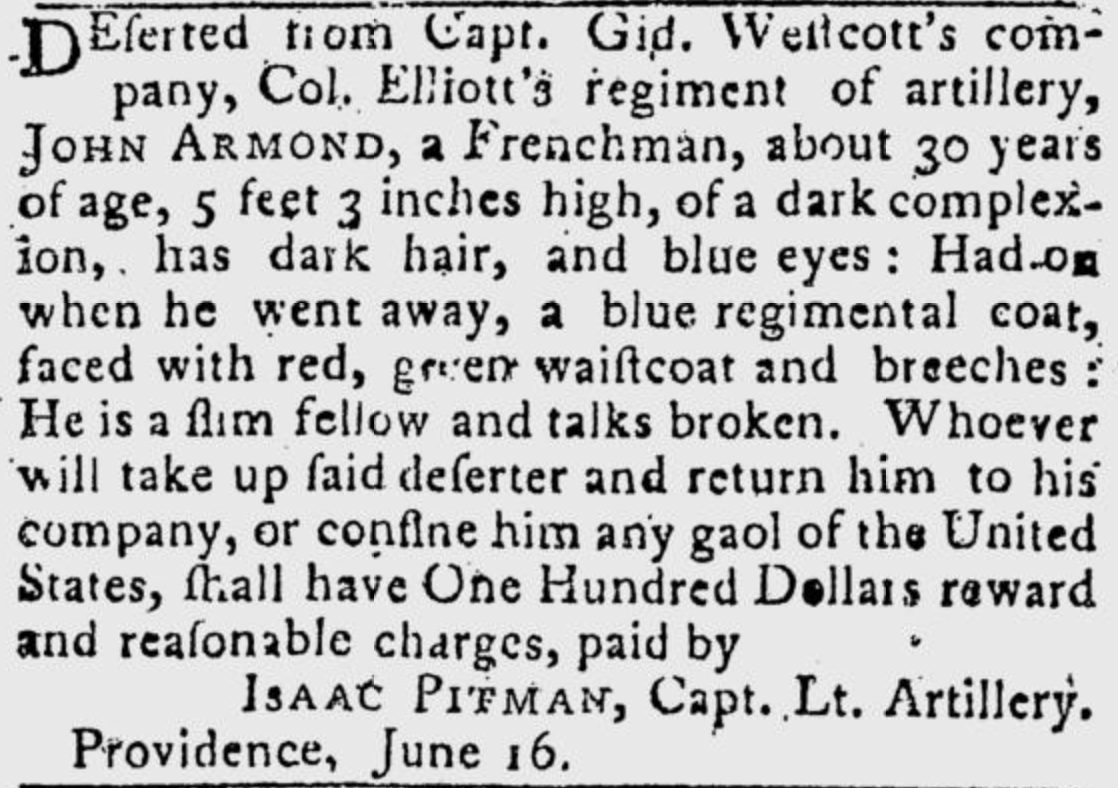 DEſerted from Capt. Gid. Weſtcott's com-
pany, Col. Elliott's regiment of artillery,
JOHN ARMOND, a Frenchman, about 30 years
of age, 5 feet 3 inches high, of a dark complex-
ion, has dark hair, and blue eyes: Had on
when he went away, a blue regimental coat,
faced with red, green waiſtcoat and breeches:
He is a ſlim fellow and talks broken. Whoever
will take up ſaid deſerter and return him to his
company, or confine him any gaol of the United
States, ſhall have One Hundred Dollars reward
and reaſonable charges, paid by
ISAAC PITMAN, Capt. Lt. Artillery.
Providence, June 16.